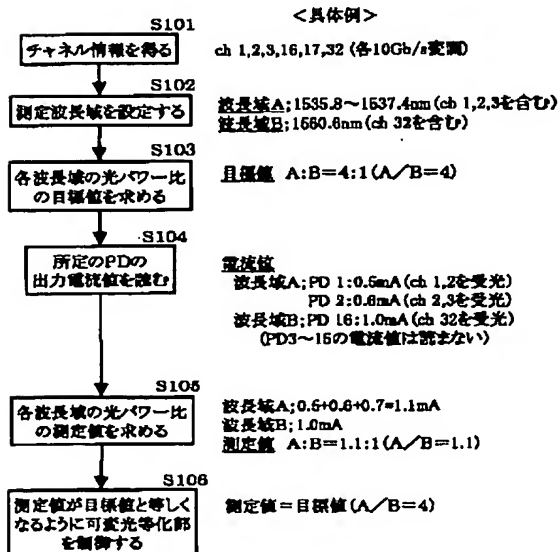 <具体例>
S101
チャネル情報を得る
ch 1,2,3,16,17,32 (各10Gb/s変調)
S102
測定波長域を設定する
波長域A;1535.8～1537.4nm(ch 1,2,3を含む)
波長域B;1560.6nm(ch 32を含む)
S103
各波長域の光パワー比
の目標値を求める
目標値 A:B=4:1(A/B=4)
S104
所定のPDの
出力電流値を読む
電流値
波長域A;PD 1:0.5mA(ch 1,2を受光)
PD 2:0.6mA(ch 2,3を受光)
波長域B;PD 16:1.0mA(ch 32を受光)
(PD3～15の電流値は読まない)
S105
各波長域の光パワー比
の測定値を求める
波長域A;0.5+0.6+0.7=1.1mA
波長域B;1.0mA
測定値 A:B=1.1:1(A/B=1.1)
S106
測定値が目標値と等しく
なるように可変光等化部
を制御する
測定値=目標値(A/B=4)